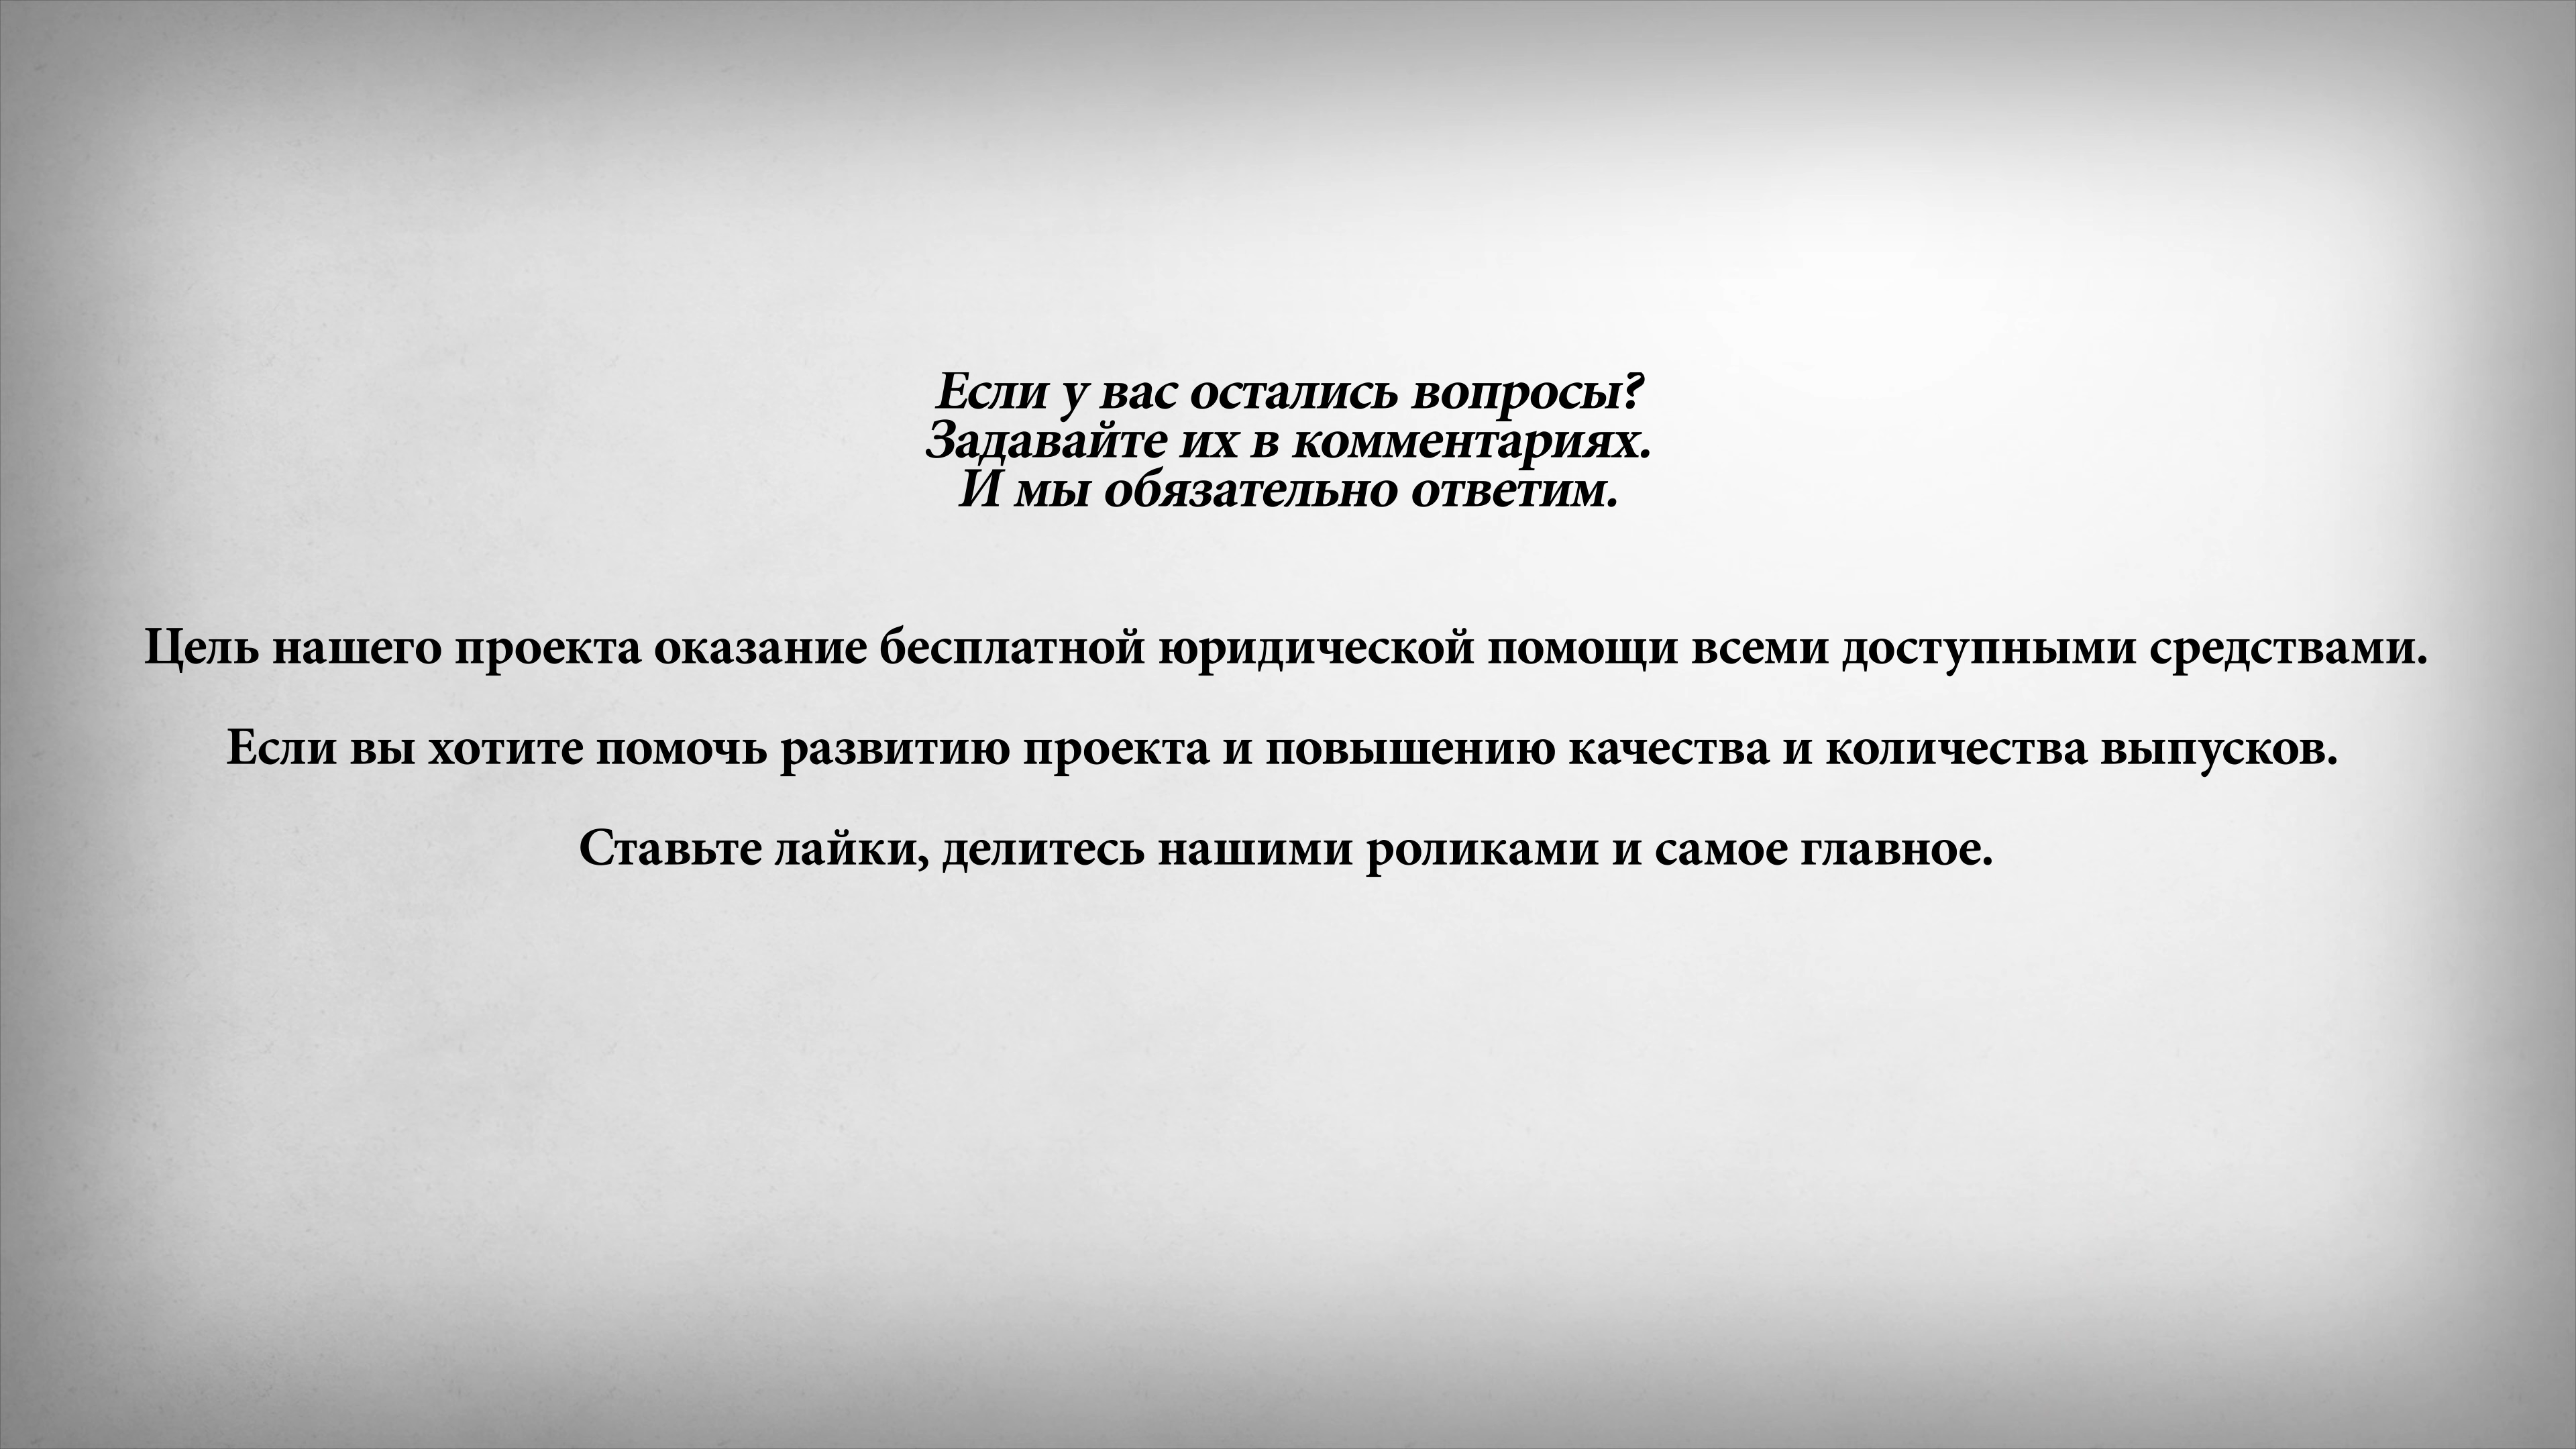 Если у вас остались вопросы?
Задавайте их в комментариях.
И мы обязательно ответим.
Цель нашего проекта оказание бесплатной юридической помощи всеми доступными средствами.
Если вы хотите помочь развитию проекта и повышению качества и количества выпусков.
Ставьте лайки, делитесь нашими роликами и самое главное.